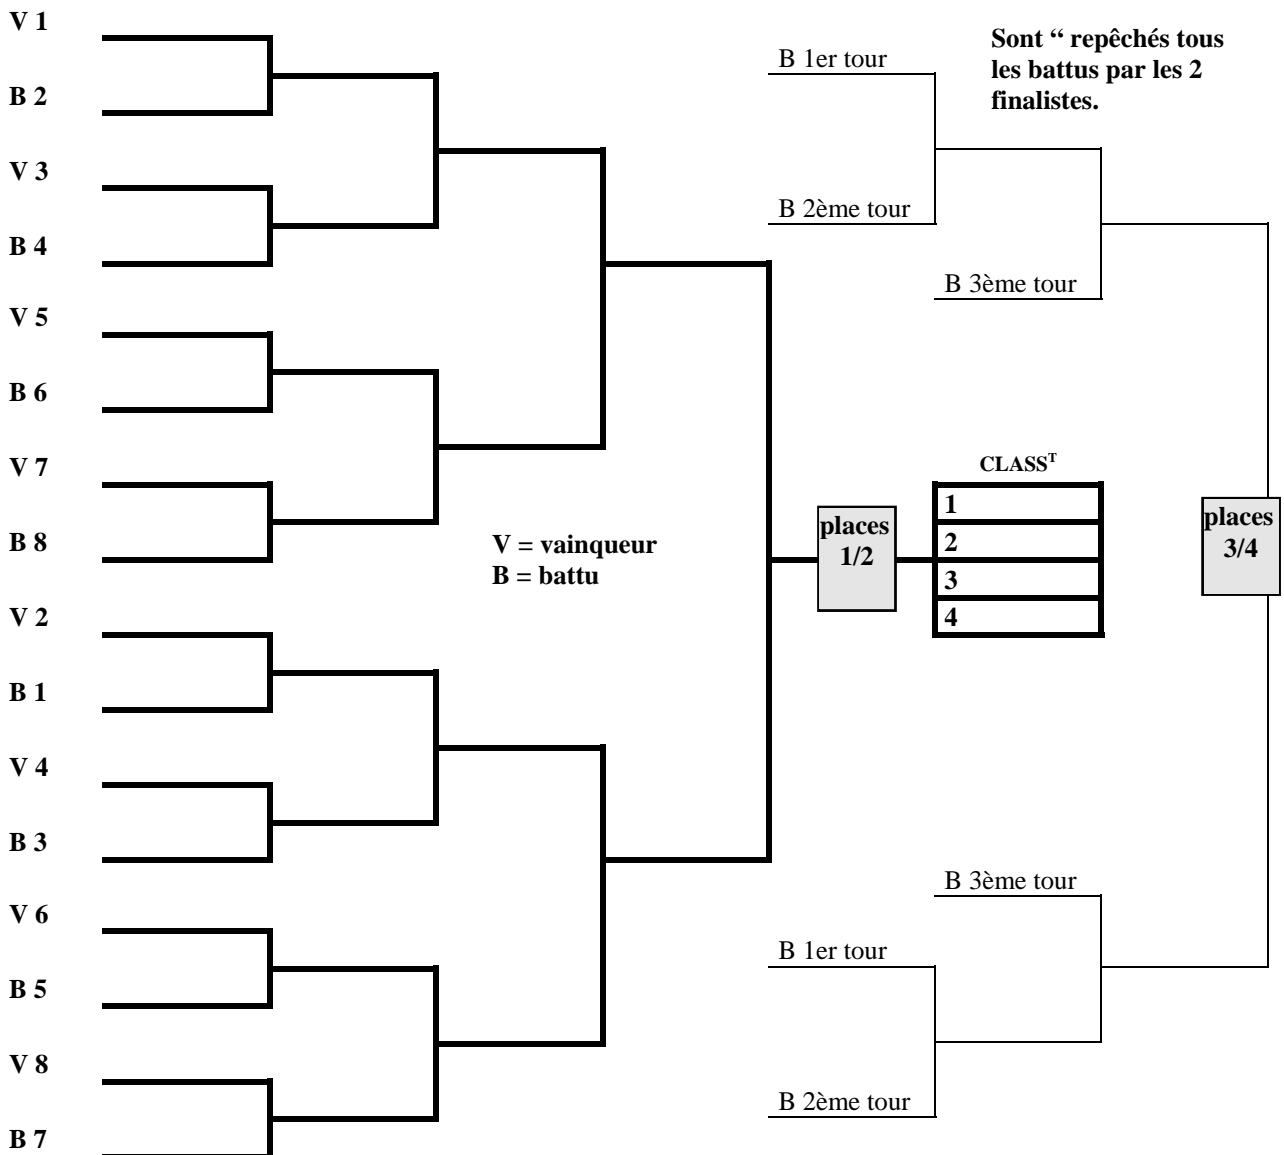 V 1
B 2
V 3
B 4
V 5
B 6
V 7
B 8
V 2
B 1
V 4
B 3
V 6
B 5
V 8
B 7
V = vainqueur
B = battu
B 1er tour
B 2ème tour
B 3ème tour
Sont “ repêchés tous
les battus par les 2
finalistes.
places
1/2
CLASSᵀ
1
2
3
4
places
3/4
B 3ème tour
B 1er tour
B 2ème tour